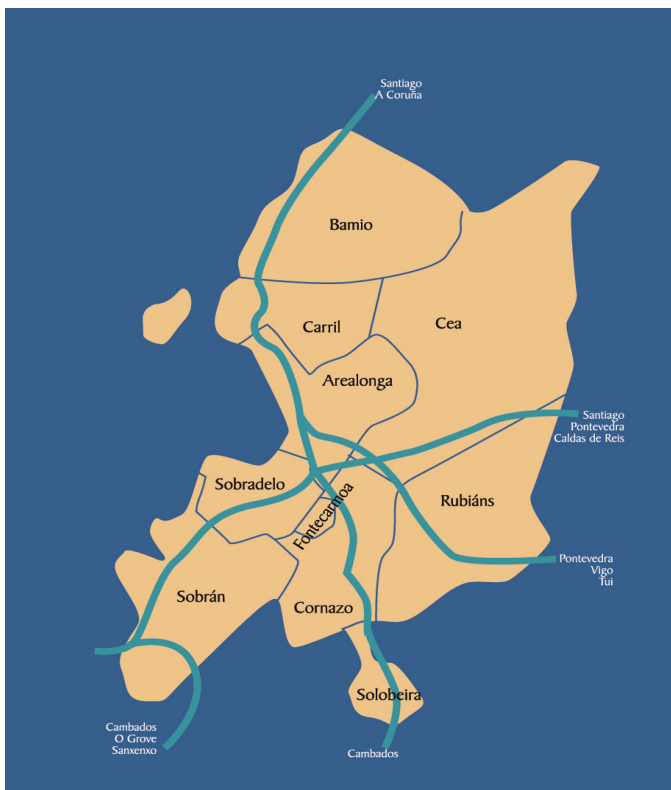 Santiago
A Coruña
Bamio
Carril
Cea
Arealonga
Santiago
Pontevedra
Caldas de Reis
Sobradelo
Fontecarmoa
Rubiáns
Pontevedra
Vigo
Tui
Sobrán
Cornazo
Solobeira
Cambados
O Grove
Sanxenxo
Cambados